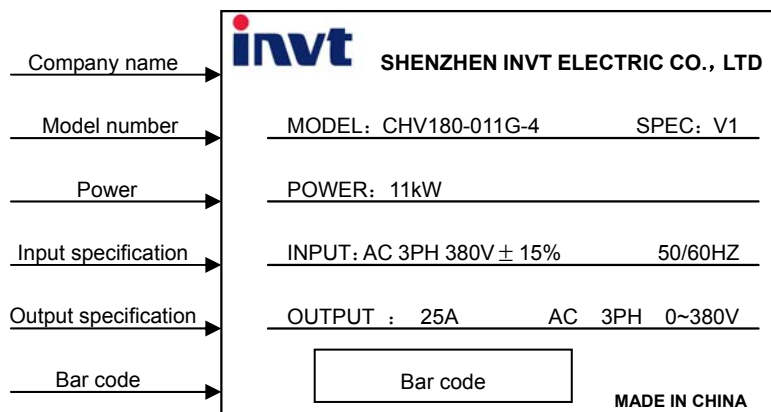 invt
SHENZHEN INVT ELECTRIC CO., LTD
Company name
Model number
MODEL: CHV180-011G-4 SPEC: V1
Power
POWER: 11kW
Input specification
INPUT: AC 3PH 380V ± 15% 50/60HZ
Output specification
OUTPUT : 25A AC 3PH 0~380V
Bar code
Bar code
MADE IN CHINA